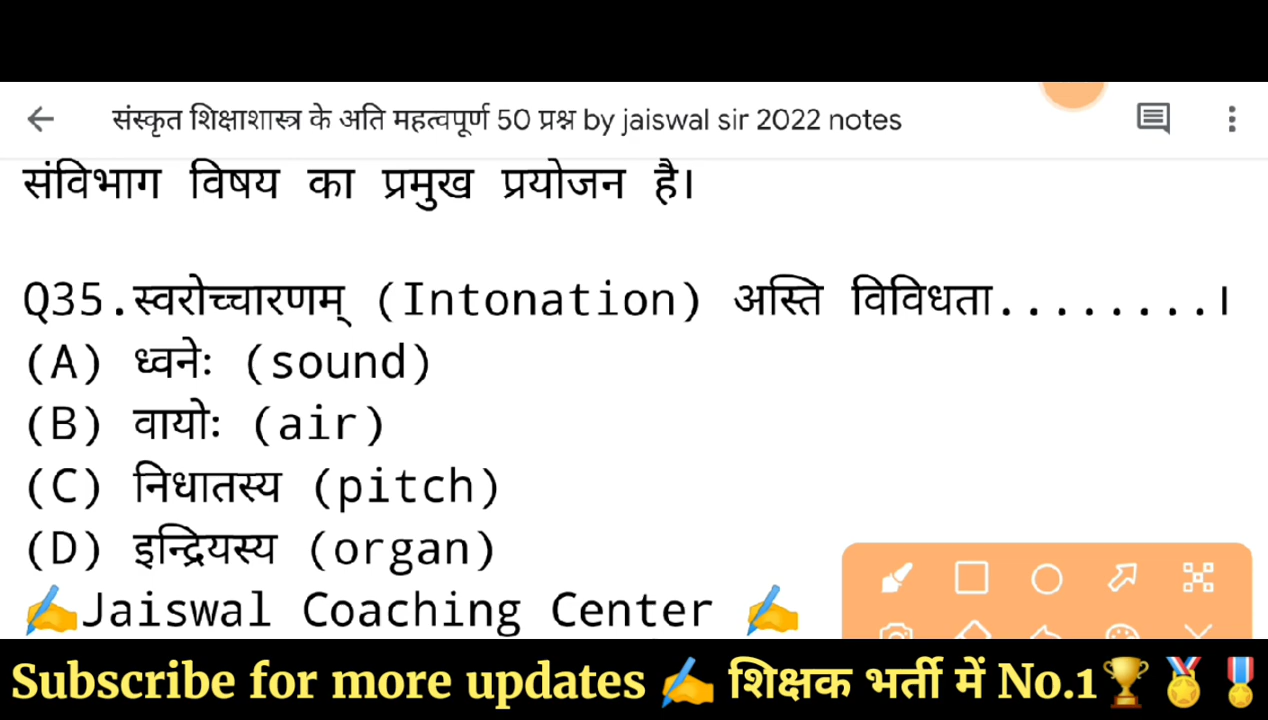 संस्कृत शिक्षाशास्त्र के अति महत्वपूर्ण 50 प्रश्न by jaiswal sir 2022 notes
संविभाग विषय का प्रमुख प्रयोजन है।
Q35.स्वरोच्चारणम् (Intonation) अस्ति विविधता........।
(A) ध्वनेः (sound)
(B) वायोः (air)
(C) निधातस्य (pitch)
(D) इन्द्रियस्य (organ)
✍️Jaiswal Coaching Center ✍️
Subscribe for more updates ✍️ शिक्षक भर्ती में No.1🏆🏅🎖️